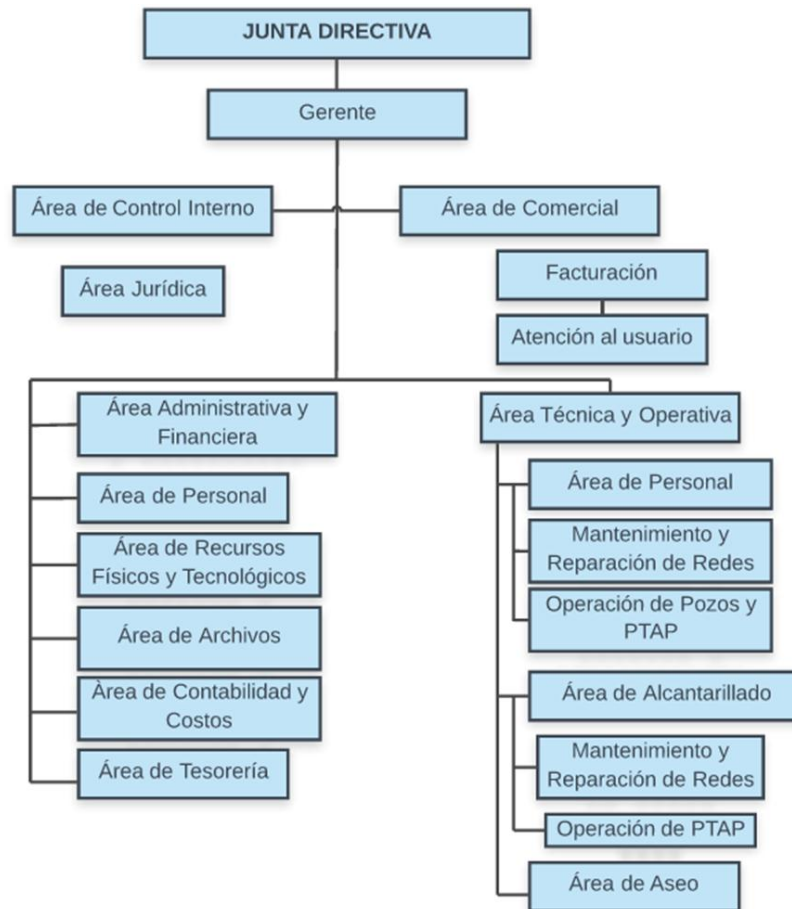 JUNTA DIRECTIVA
Gerente
Área de Control Interno
Área de Comercial
Área Jurídica
Facturación
Atención al usuario
Área Administrativa y
Financiera
Área de Personal
Área de Recursos
Físicos y Tecnológicos
Área de Archivos
Àrea de Contabilidad y
Costos
Área de Tesorería
Área Técnica y Operativa
Área de Personal
Mantenimiento y
Reparación de Redes
Operación de Pozos y
PTAP
Área de Alcantarillado
Mantenimiento y
Reparación de Redes
Operación de PTAP
Área de Aseo